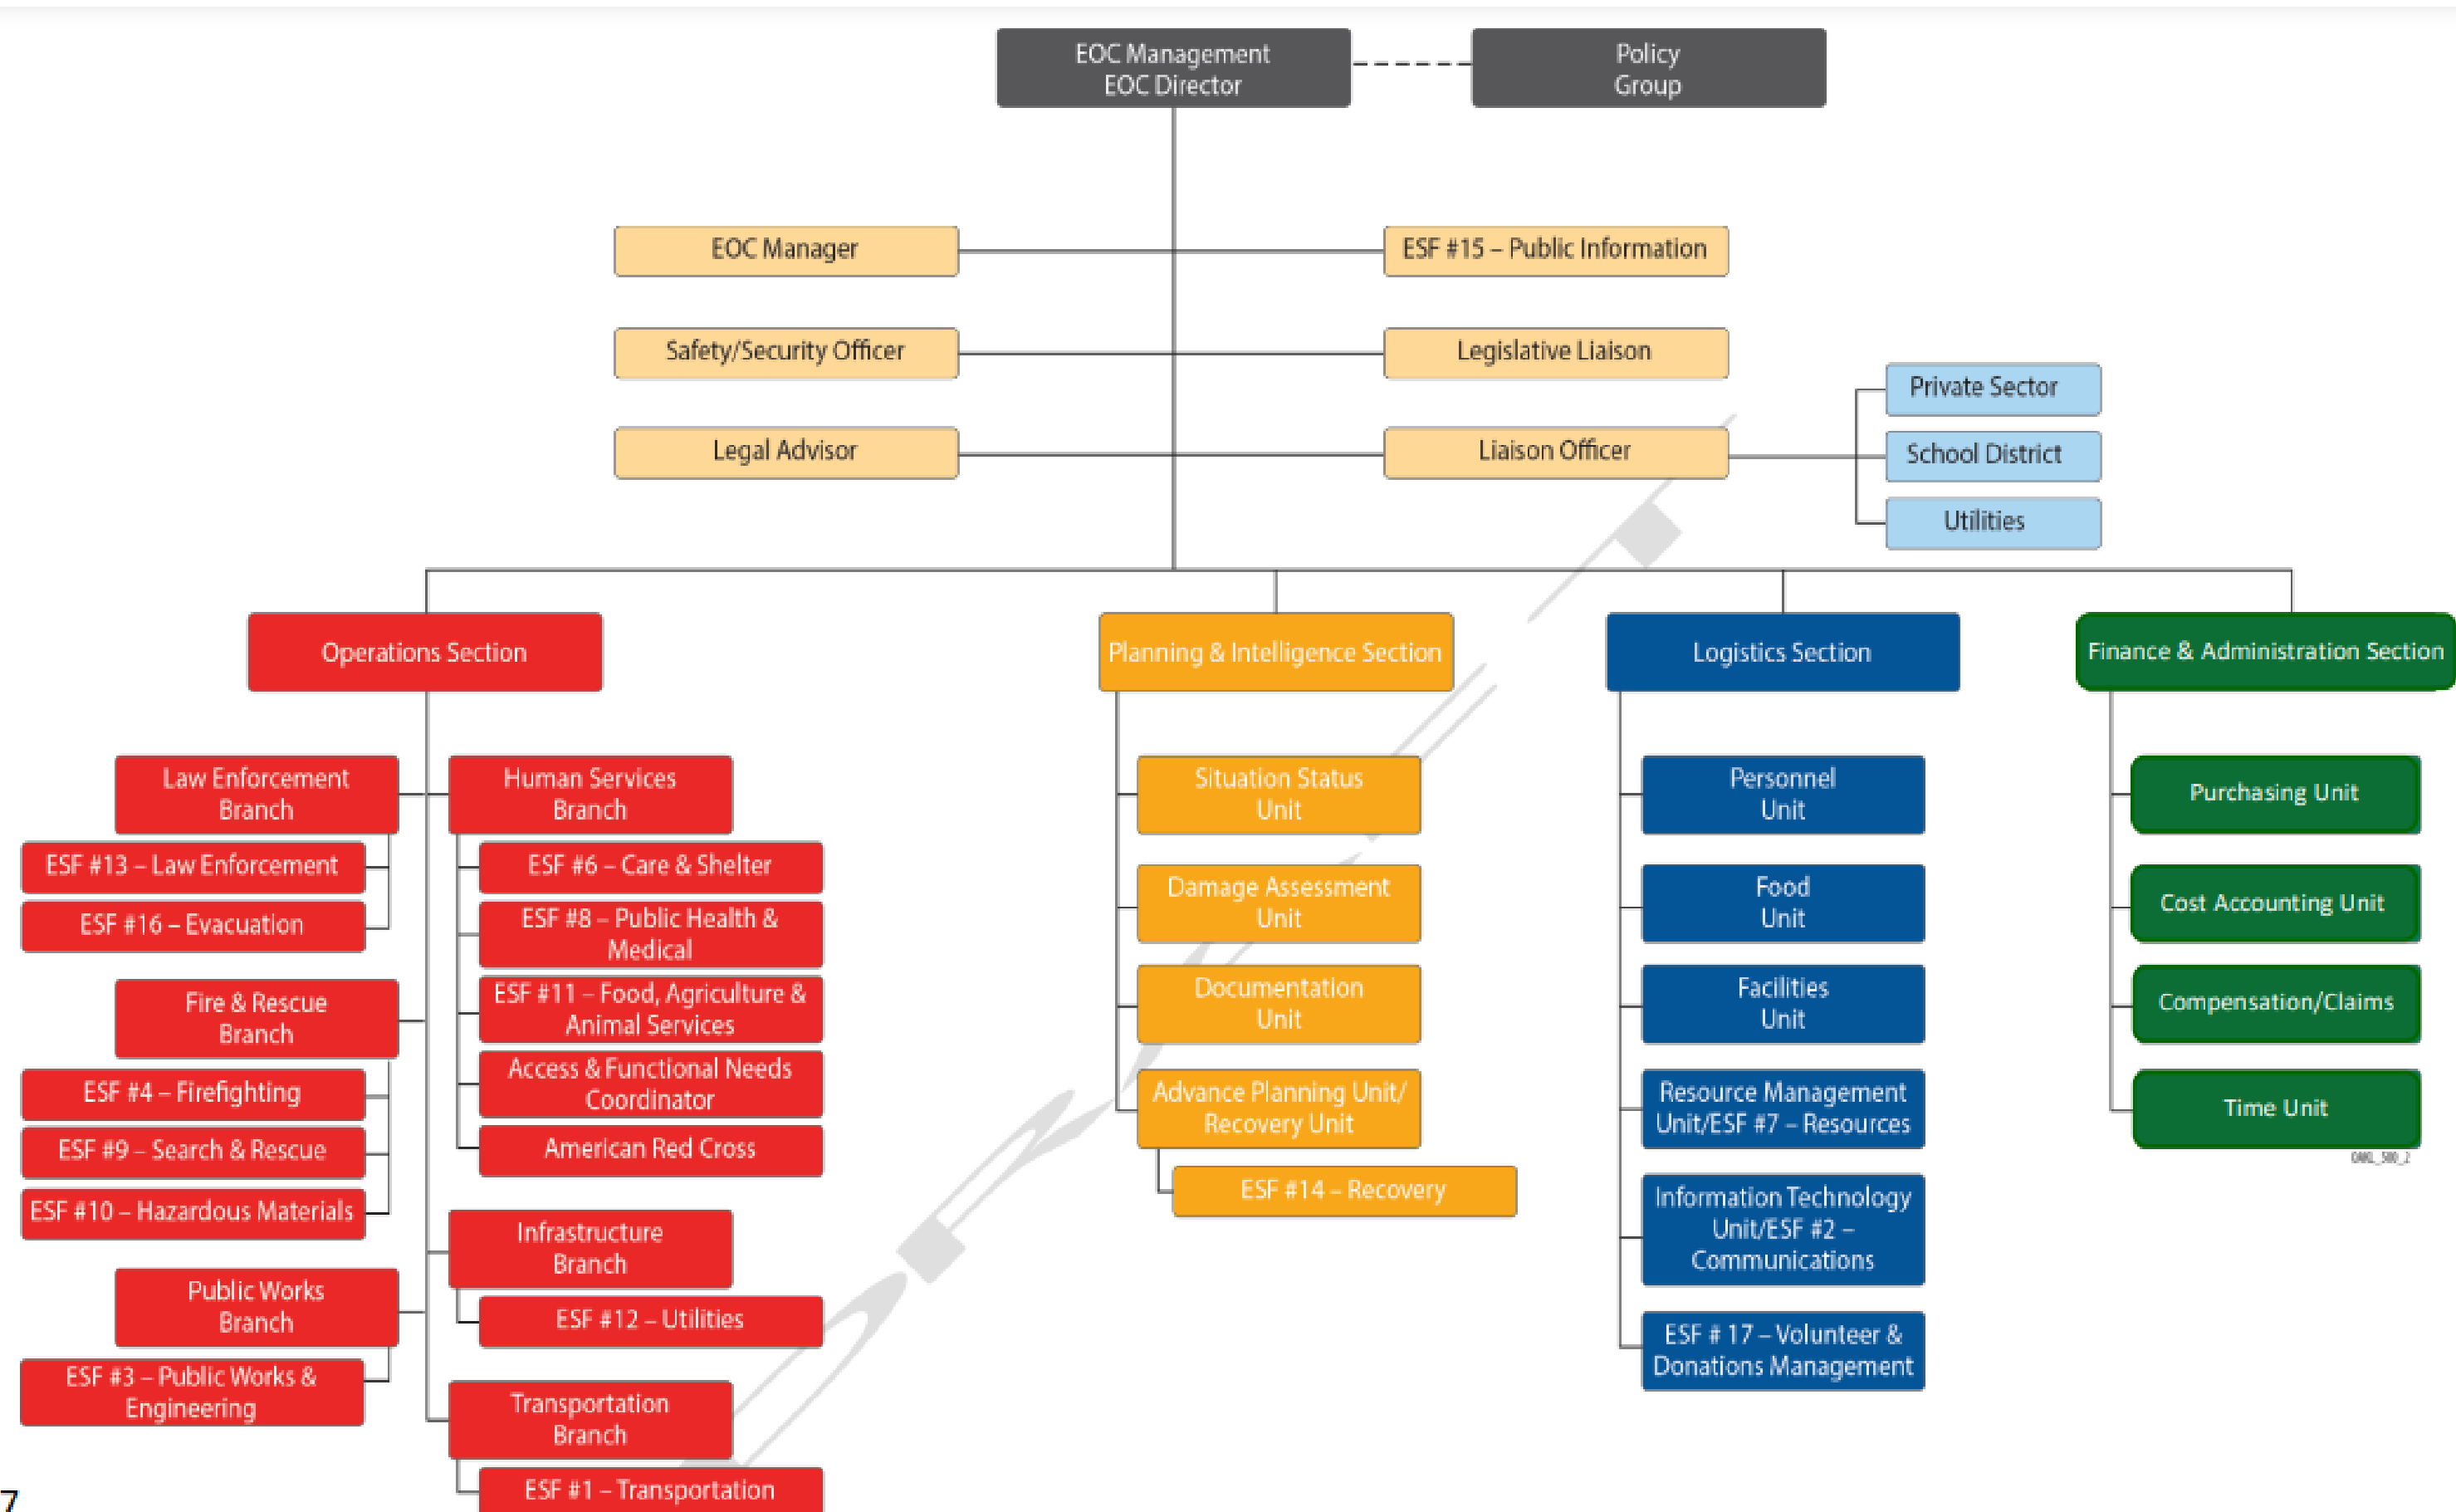 EOC Management
EOC Director
Policy
Group
EOC Manager
ESF #15 – Public Information
Safety/Security Officer
Legislative Liaison
Private Sector
Legal Advisor
Liaison Officer
School District
Utilities
Operations Section
Planning & Intelligence Section
Logistics Section
Finance & Administration Section
Law Enforcement
Branch
ESF #13 – Law Enforcement
ESF #16 – Evacuation
Fire & Rescue
Branch
ESF #4 – Firefighting
ESF #9 – Search & Rescue
ESF #10 – Hazardous Materials
Public Works
Branch
ESF #3 – Public Works &
Engineering
Human Services
Branch
ESF #6 – Care & Shelter
ESF #8 – Public Health &
Medical
ESF #11 – Food, Agriculture &
Animal Services
Access & Functional Needs
Coordinator
American Red Cross
Infrastructure
Branch
ESF #12 – Utilities
Transportation
Branch
ESF #1 – Transportation
Situation Status
Unit
Damage Assessment
Unit
Documentation
Unit
Advance Planning Unit/
Recovery Unit
ESF #14 – Recovery
Personnel
Unit
Food
Unit
Facilities
Unit
Resource Management
Unit/ESF #7 – Resources
Information Technology
Unit/ESF #2 –
Communications
ESF # 17 – Volunteer &
Donations Management
Purchasing Unit
Cost Accounting Unit
Compensation/Claims
Time Unit
7